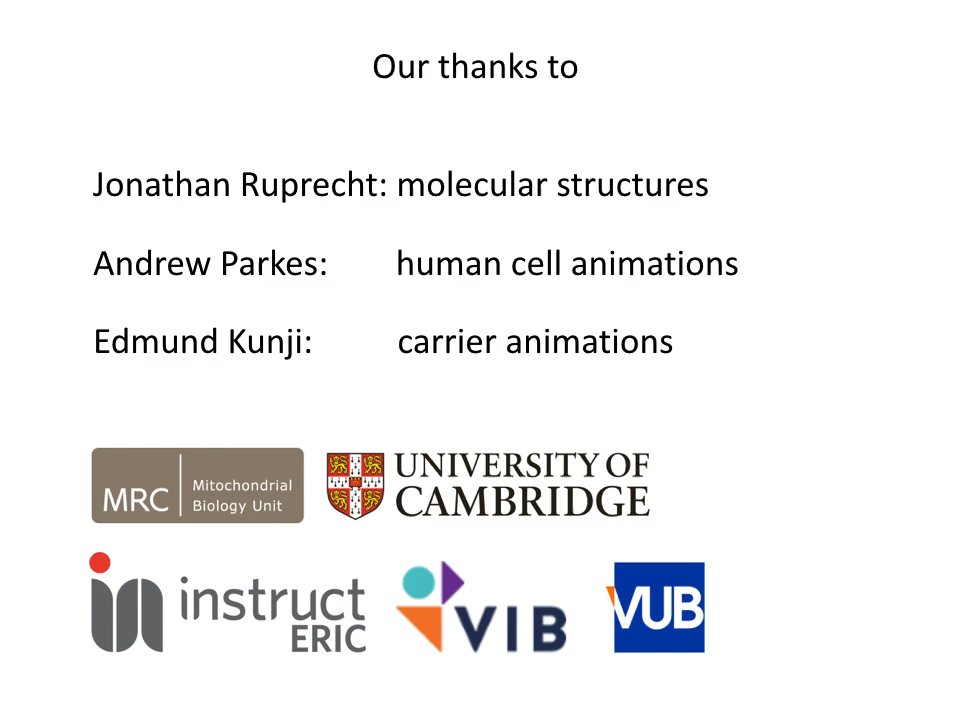 Our thanks to
Jonathan Ruprecht: molecular structures
Andrew Parkes: human cell animations
Edmund Kunji: carrier animations
MRC
Mitochondrial
Biology Unit
UNIVERSITY OF
CAMBRIDGE
instruct
ERIC
VIB
VUB